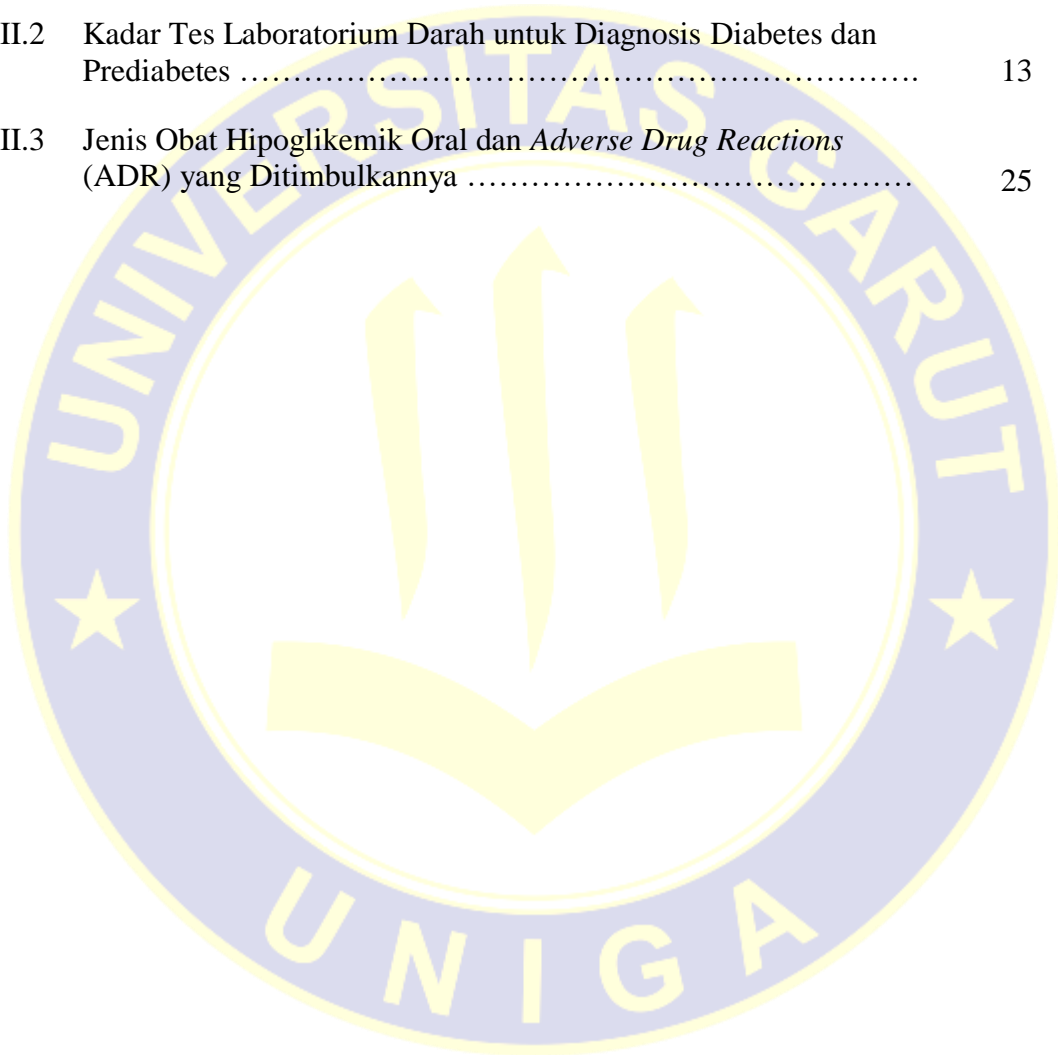 II.2 Kadar Tes Laboratorium Darah untuk Diagnosis Diabetes dan
Prediabetes ………………………………………………………. 13
II.3 Jenis Obat Hipoglikemik Oral dan Adverse Drug Reactions
(ADR) yang Ditimbulkannya …………………………………… 25
UNIVERSITAS GARUT
UNIGA